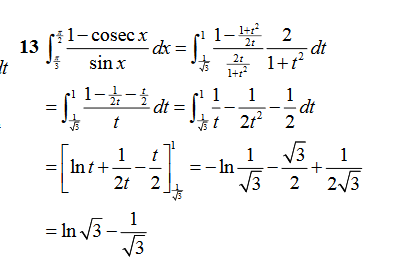 13 ∫_{π/3}^{π/2} (1−cosec x)/(sin x) dx = ∫_{1/√3}^{1} (1−(1+t²)/(2t))/((2t)/(1+t²)) · 2/(1+t²) dt
lt
= ∫_{1/√3}^{1} (1−1/(2t)−t/2)/t dt = ∫_{1/√3}^{1} 1/t − 1/(2t²) − 1/2 dt
= [ln t + 1/(2t) − t/2]_{1/√3}^{1} = −ln 1/√3 − √3/2 + 1/(2√3)
= ln √3 − 1/√3